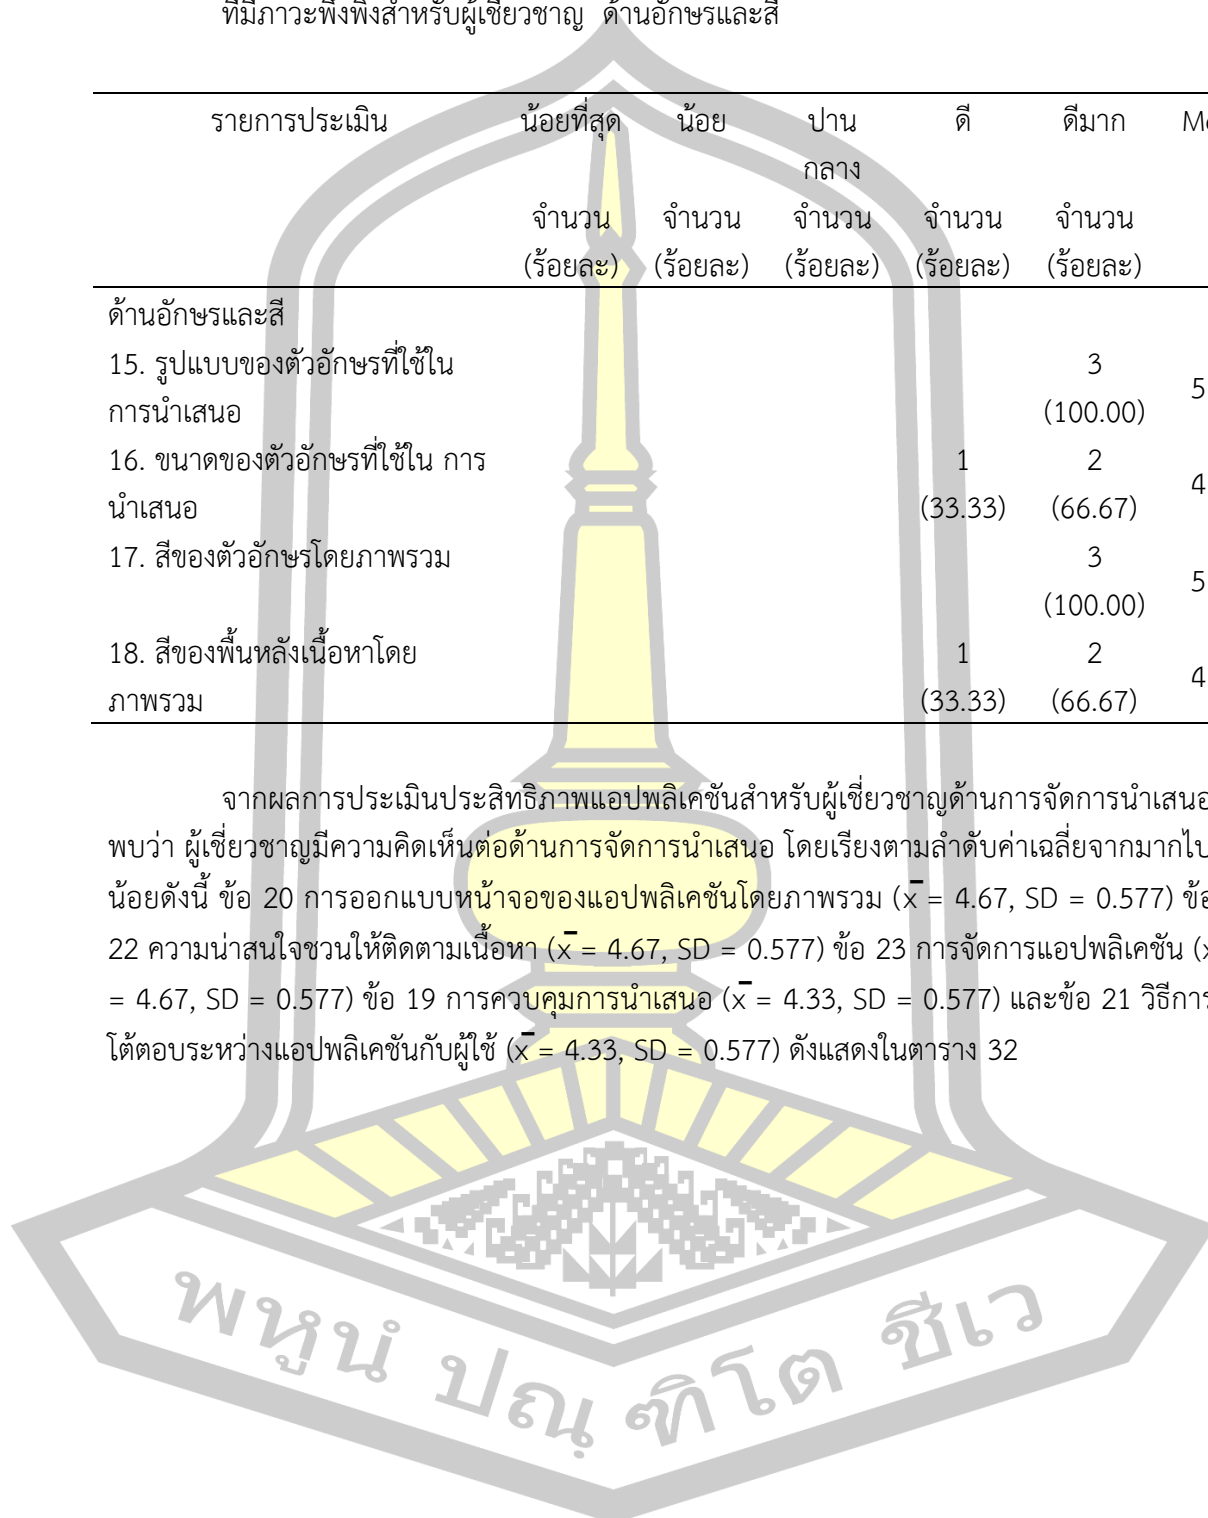 ที่มีภาวะพึ่งพิงสำหรับผู้เชี่ยวชาญ ด้านอักษรและสี
รายการประเมิน น้อยที่สุด น้อย ปาน ดี ดีมาก
กลาง
จำนวน จำนวน จำนวน จำนวน จำนวน
(ร้อยละ) (ร้อยละ) (ร้อยละ) (ร้อยละ) (ร้อยละ)
ด้านอักษรและสี
15. รูปแบบของตัวอักษรที่ใช้ใน 3
การนำเสนอ (100.00) 5
16. ขนาดของตัวอักษรที่ใช้ใน การ 1 2
นำเสนอ (33.33) (66.67) 4
17. สีของตัวอักษรโดยภาพรวม 3
(100.00) 5
18. สีของพื้นหลังเนื้อหาโดย 1 2
ภาพรวม (33.33) (66.67) 4
จากผลการประเมินประสิทธิภาพแอปพลิเคชันสำหรับผู้เชี่ยวชาญด้านการจัดการนำเสนอ
พบว่า ผู้เชี่ยวชาญมีความคิดเห็นต่อด้านการจัดการนำเสนอ โดยเรียงตามลำดับค่าเฉลี่ยจากมากไป
น้อยดังนี้ ข้อ 20 การออกแบบหน้าจอของแอปพลิเคชันโดยภาพรวม (x̄ = 4.67, SD = 0.577) ข้อ
22 ความน่าสนใจชวนให้ติดตามเนื้อหา (x̄ = 4.67, SD = 0.577) ข้อ 23 การจัดการแอปพลิเคชัน (x
= 4.67, SD = 0.577) ข้อ 19 การควบคุมการนำเสนอ (x̄ = 4.33, SD = 0.577) และข้อ 21 วิธีการ
โต้ตอบระหว่างแอปพลิเคชันกับผู้ใช้ (x̄ = 4.33, SD = 0.577) ดังแสดงในตาราง 32
พหูนํ ปณฺ ฑิโต ชีเว